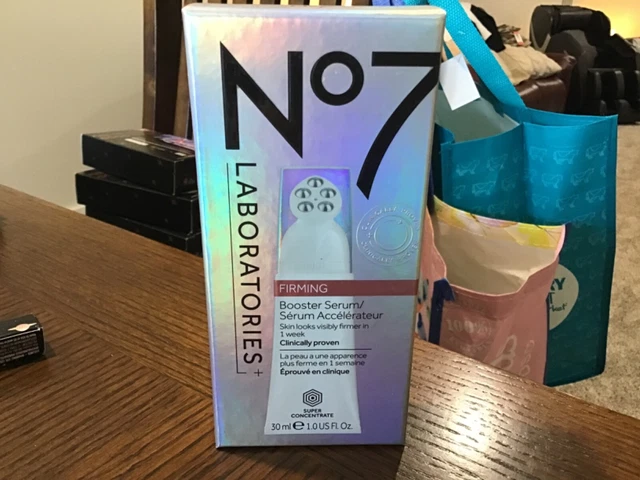 No7
LABORATORIES+
FIRMING
Booster Serum/
Sérum Accélérateur
Skin looks visibly firmer in
1 week
Clinically proven
La peau a une apparence
plus ferme en 1 semaine
Éprouvé en clinique
SUPER
CONCENTRATE
30 ml e 1.0 US Fl. Oz.
100%